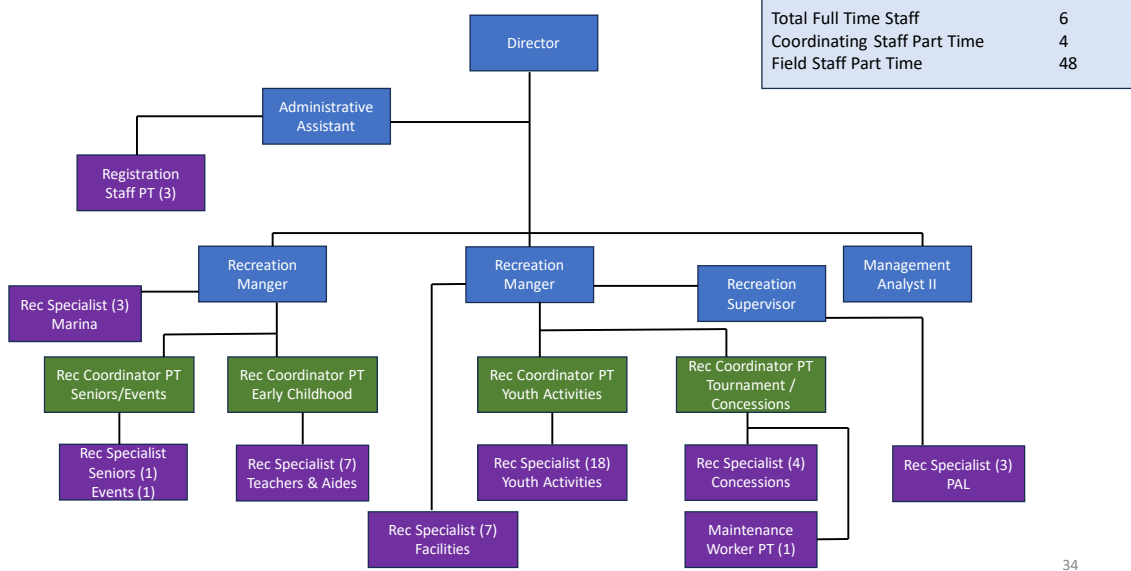 Total Full Time Staff 6
Coordinating Staff Part Time 4
Field Staff Part Time 48
Director
Administrative
Assistant
Registration
Staff PT (3)
Recreation
Manger
Recreation
Manger
Management
Analyst II
Recreation
Supervisor
Rec Specialist (3)
Marina
Rec Coordinator PT
Seniors/Events
Rec Coordinator PT
Early Childhood
Rec Coordinator PT
Youth Activities
Rec Coordinator PT
Tournament /
Concessions
Rec Specialist
Seniors (1)
Events (1)
Rec Specialist (7)
Teachers & Aides
Rec Specialist (18)
Youth Activities
Rec Specialist (4)
Concessions
Rec Specialist (3)
PAL
Rec Specialist (7)
Facilities
Maintenance
Worker PT (1)
34